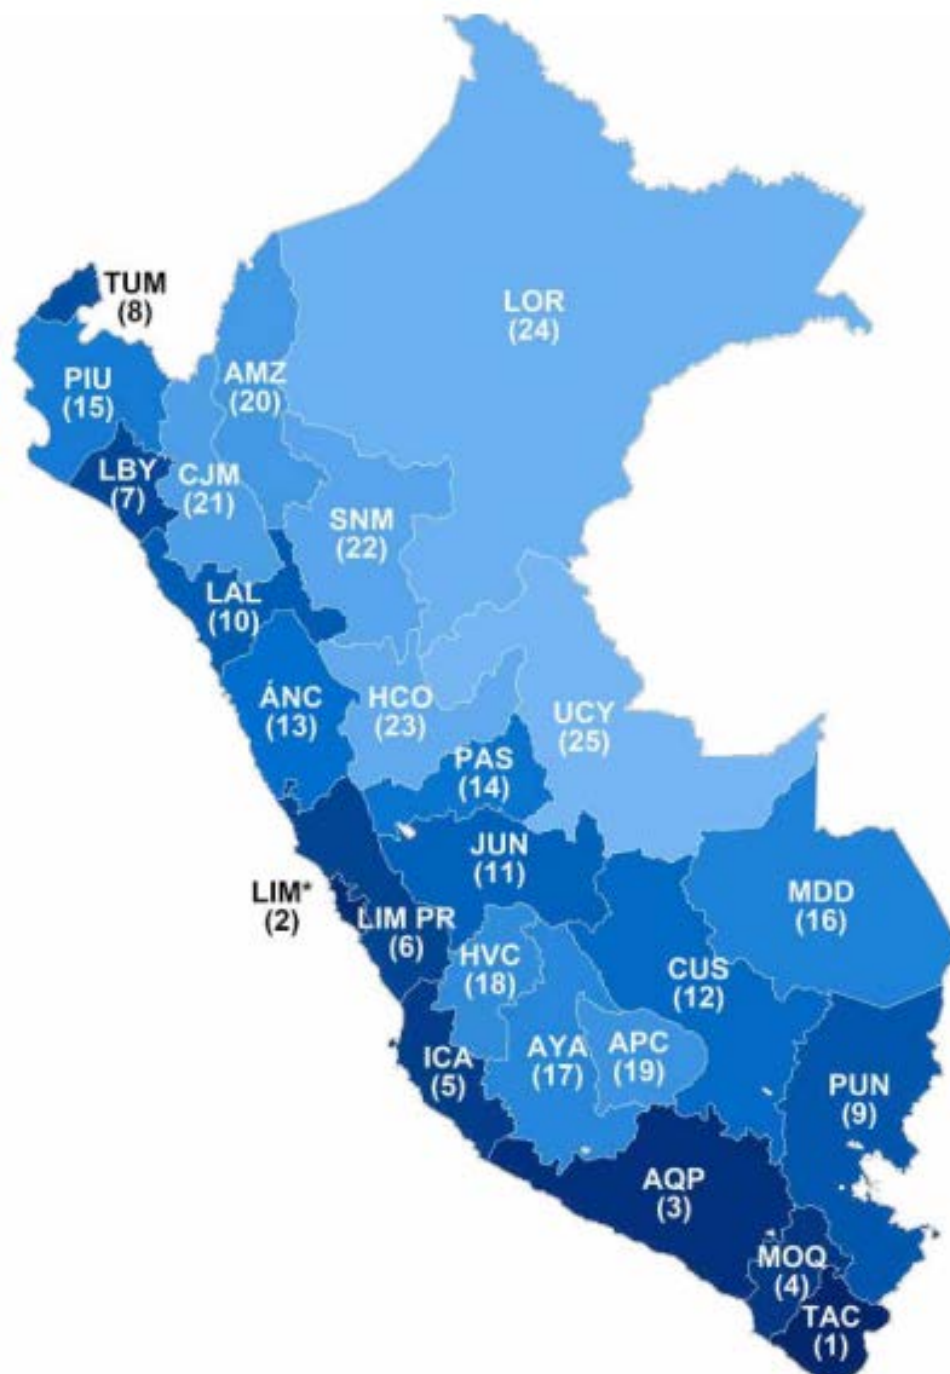 LOR
(24)
TUM
(8)
AMZ
(20)
PIU
(15)
LBY
(7)
CJM
(21)
SNM
(22)
LAL
(10)
ÁNC
(13)
HCO
(23)
UCY
(25)
PAS
(14)
JUN
(11)
LIM*
(2)
LIM PR
(6)
MDD
(16)
HVC
(18)
CUS
(12)
ICA
(5)
AYA
(17)
APC
(19)
PUN
(9)
AQP
(3)
MOQ
(4)
TAC
(1)